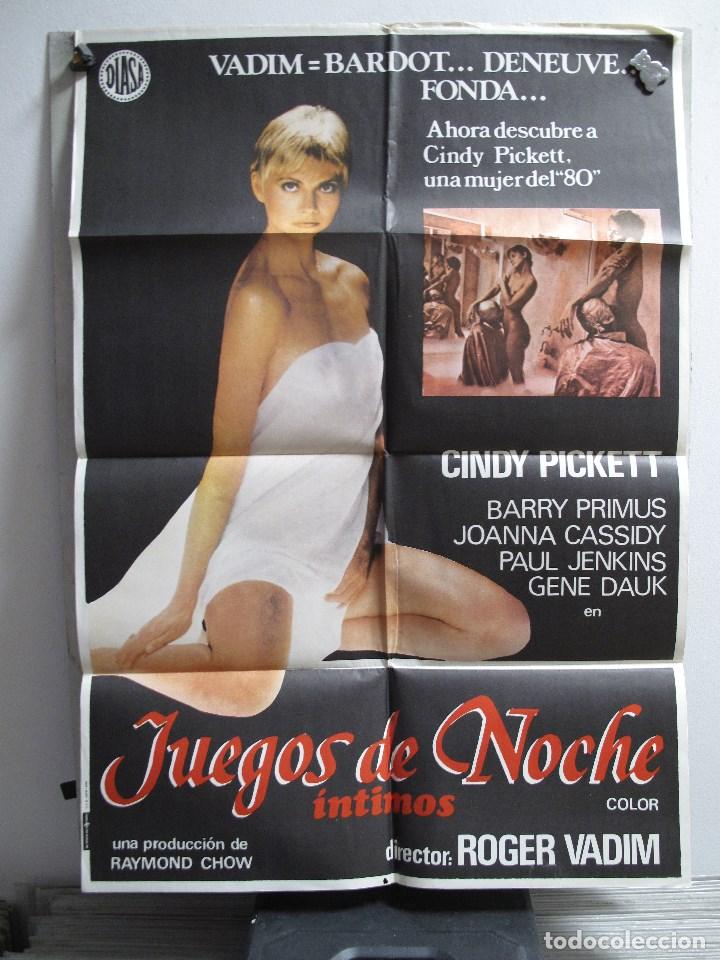 DIASA
VADIM = BARDOT... DENEUVE.
FONDA...
Ahora descubre a
Cindy Pickett,
una mujer del "80"
CINDY PICKETT
BARRY PRIMUS
JOANNA CASSIDY
PAUL JENKINS
GENE DAUK
en
Juegos de Noche
íntimos
COLOR
una producción de
RAYMOND CHOW
director: ROGER VADIM
todocoleccion.net